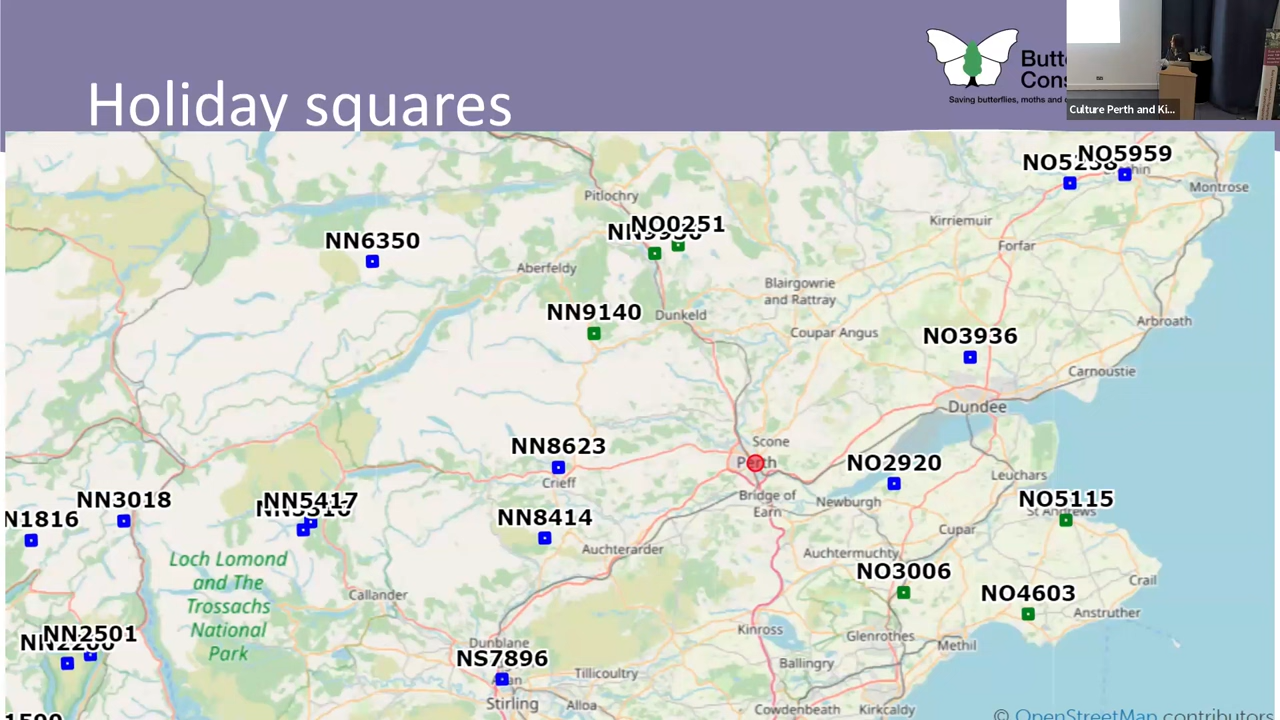 Holiday squares
Butt
Cons
Saving butterflies, moths and
Culture Perth and Ki...
NO5959
Montrose
Pitlochry
NO0251
Kirriemuir
NN6350
Forfar
Aberfeldy
Blairgowrie
and Rattray
NN9140
Dunkeld
Coupar Angus
Arbroath
NO3936
Carnoustie
Dundee
Scone
NN8623
Perth
NO2920
Crieff
Leuchars
NN3018
NN5417
Bridge of
Earn
Newburgh
NO5115
St Andrews
N1816
NN8414
Cupar
Auchterarder
Auchtermuchty
Loch Lomond
and The
Trossachs
National
Park
NO3006
Crail
Callander
NO4603
Anstruther
NN2501
Kinross
Glenrothes
Dunblane
Methil
NS7896
Ballingry
Tillicoultry
Stirling
Alloa
Cowdenbeath
Kirkcaldy
© OpenStreetMap contributors